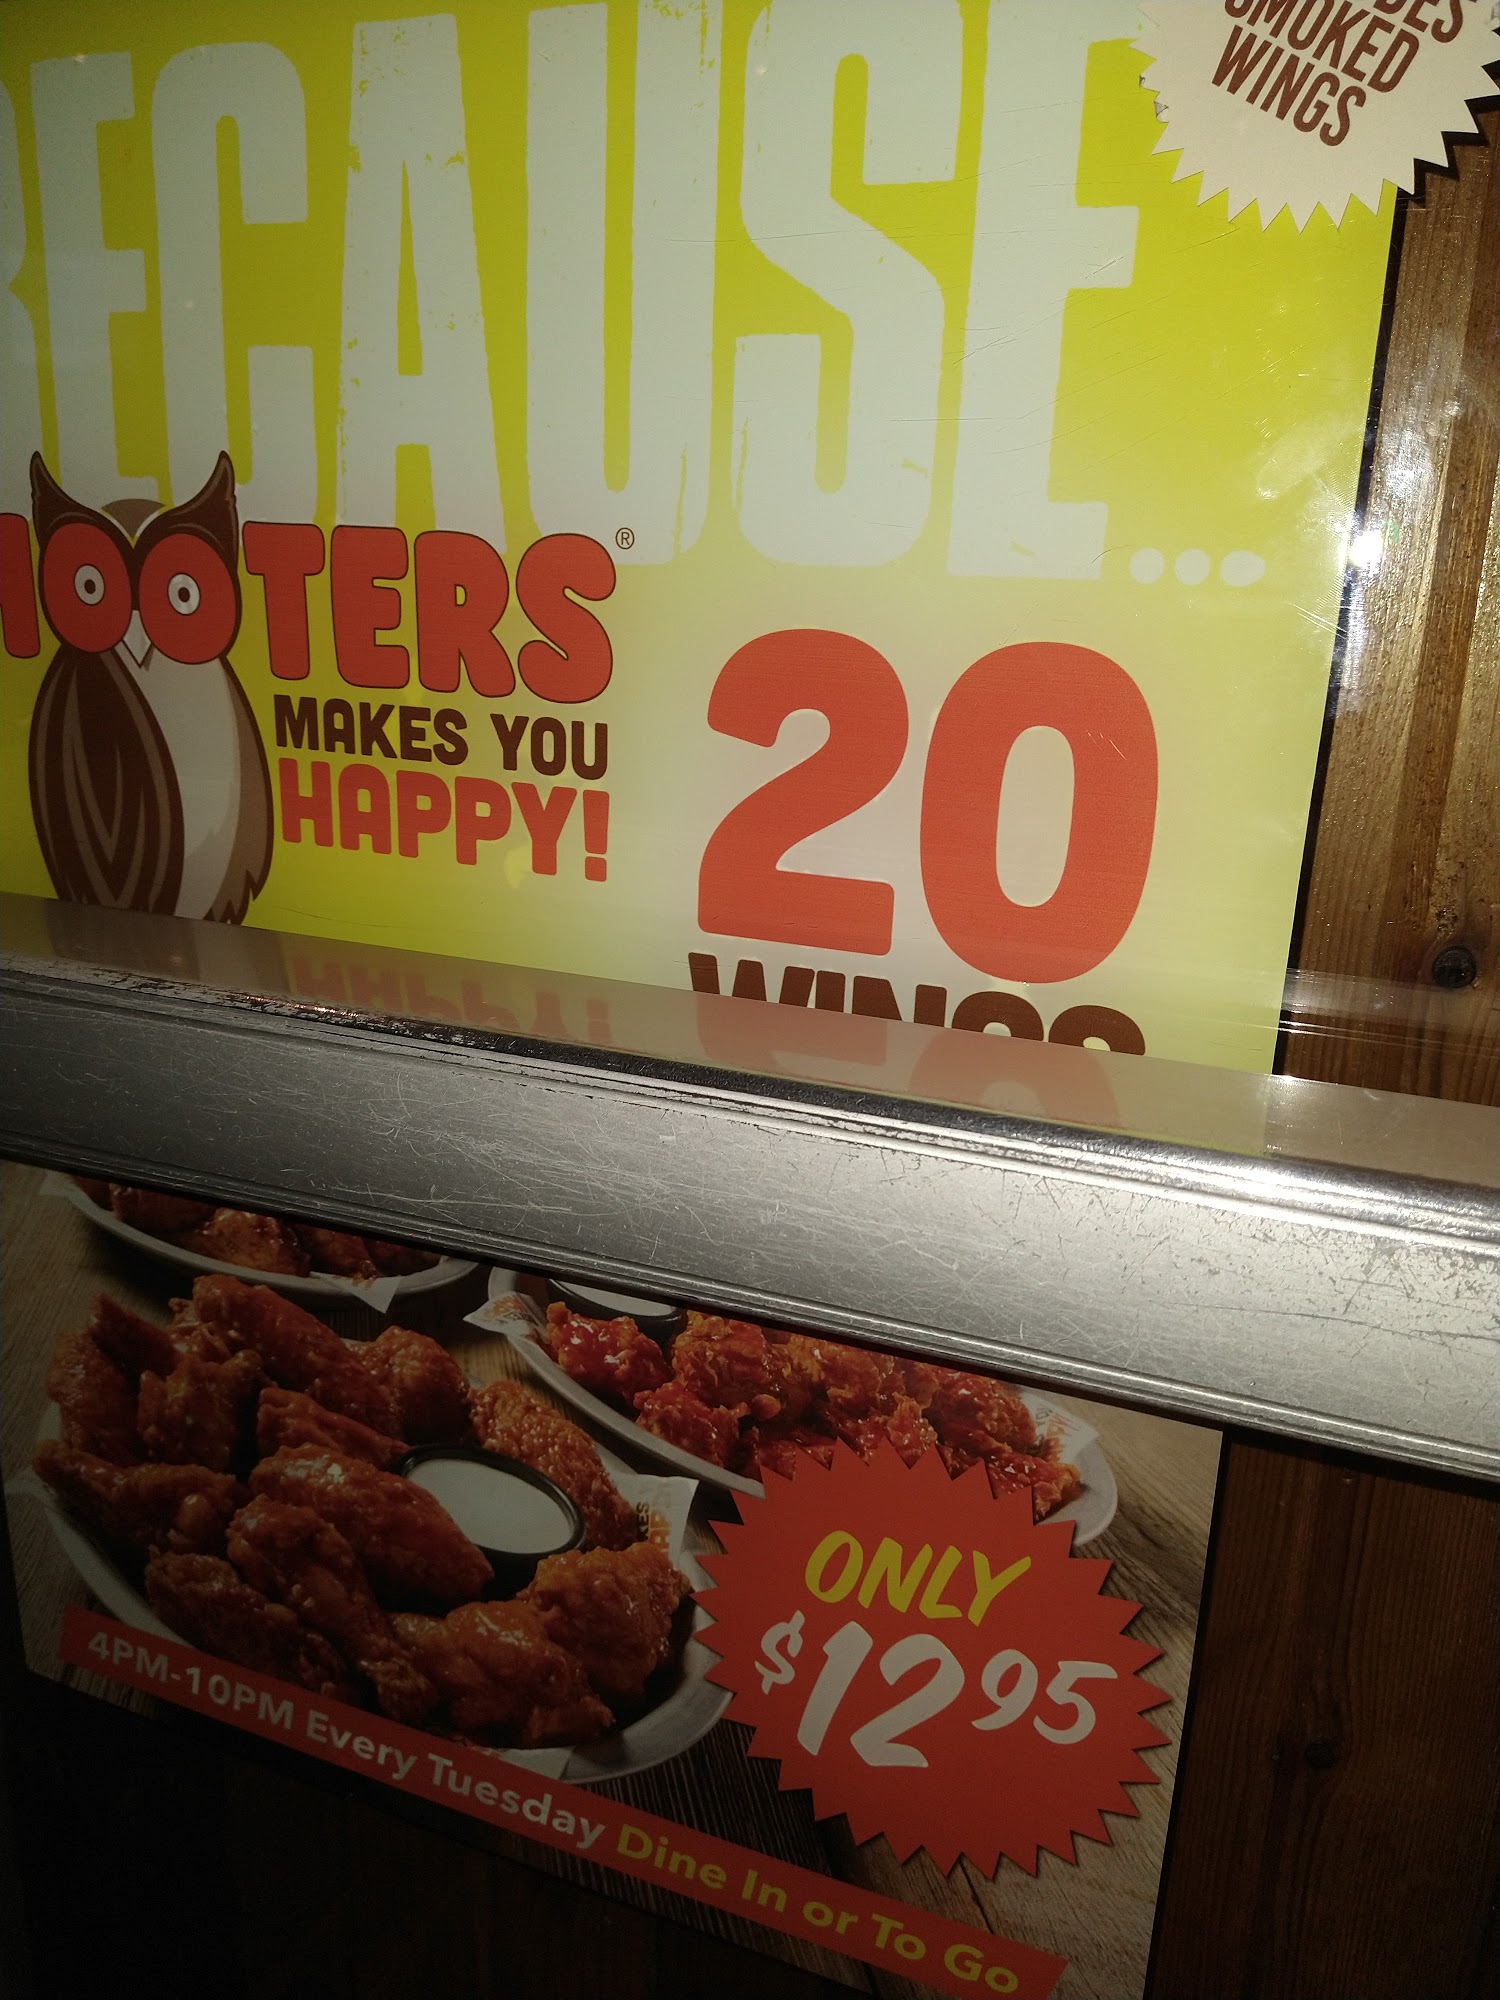 BECAUSE...
SMOKED
WINGS
HOOTERS®
MAKES YOU
HAPPY!
20
WINGS
ONLY
$12.95
4PM-10PM Every Tuesday Dine In or To Go